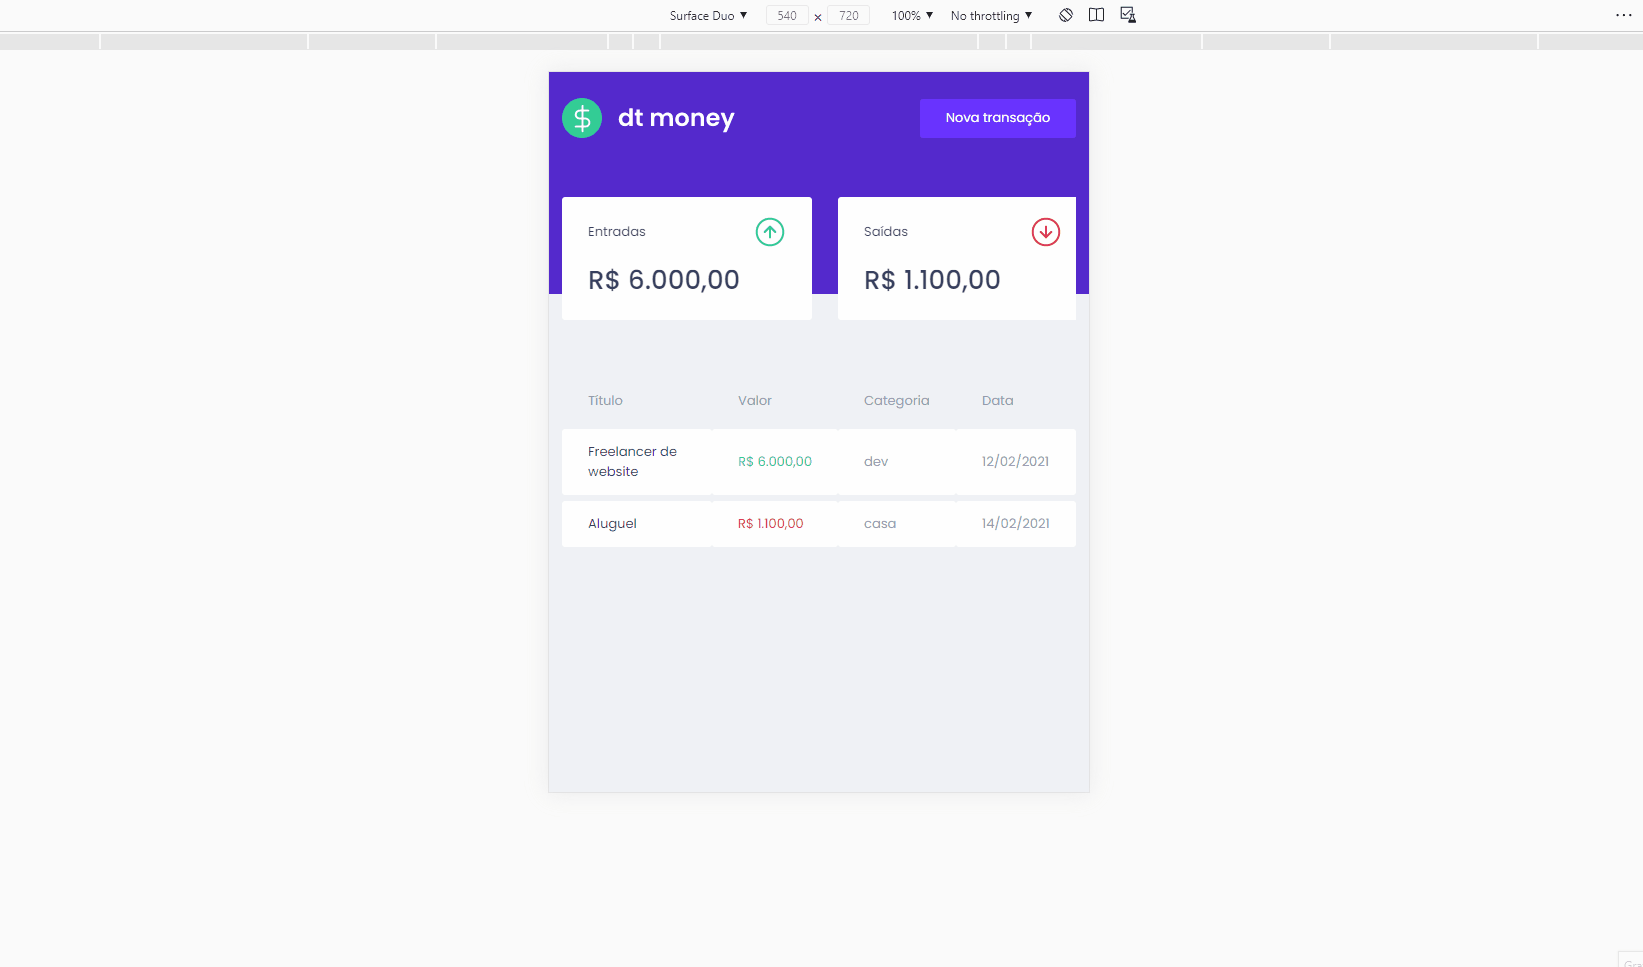 Surface Duo ▼ 540 × 720 100% ▼ No throttling ▼ ...
dt money Nova transação
Entradas
R$ 6.000,00
Saídas
R$ 1.100,00
Título Valor Categoria Data
Freelancer de
website
R$ 6.000,00 dev 12/02/2021
Aluguel R$ 1.100,00 casa 14/02/2021